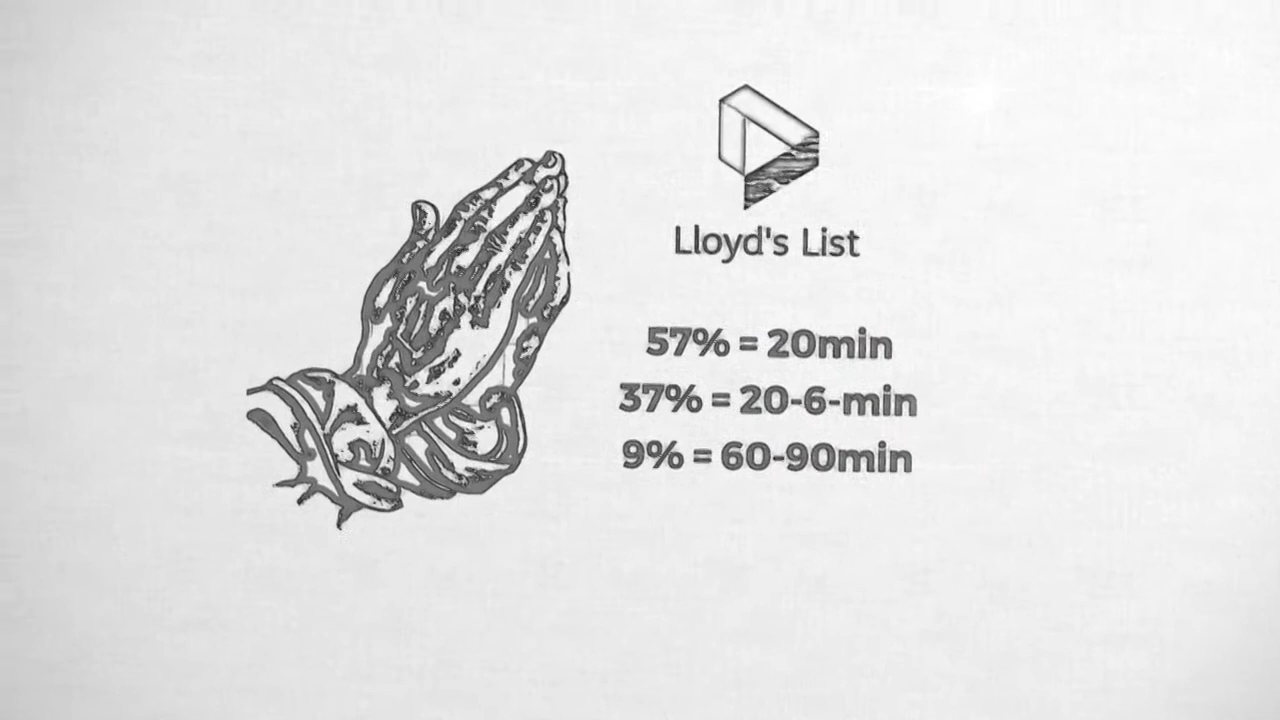 Lloyd's List
57% = 20min
37% = 20-6-min
9% = 60-90min